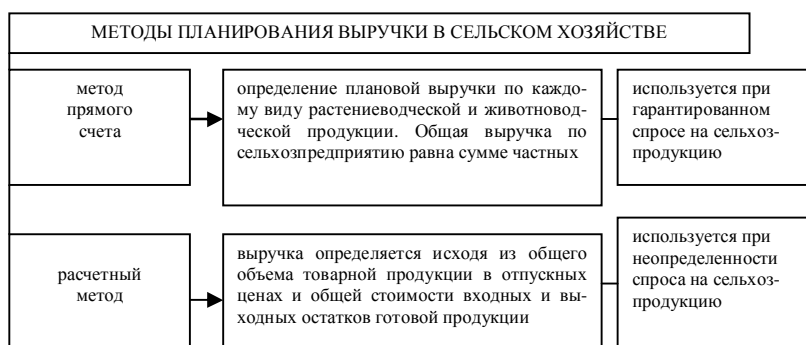 МЕТОДЫ ПЛАНИРОВАНИЯ ВЫРУЧКИ В СЕЛЬСКОМ ХОЗЯЙСТВЕ
метод
прямого
счета
определение плановой выручки по каждо-
му виду растениеводческой и животновод-
ческой продукции. Общая выручка по
сельхозпредприятию равна сумме частных
используется при
гарантированном
спросе на сельхоз-
продукцию
расчетный
метод
выручка определяется исходя из общего
объема товарной продукции в отпускных
ценах и общей стоимости входных и вы-
ходных остатков готовой продукции
используется при
неопределенности
спроса на сельхоз-
продукцию